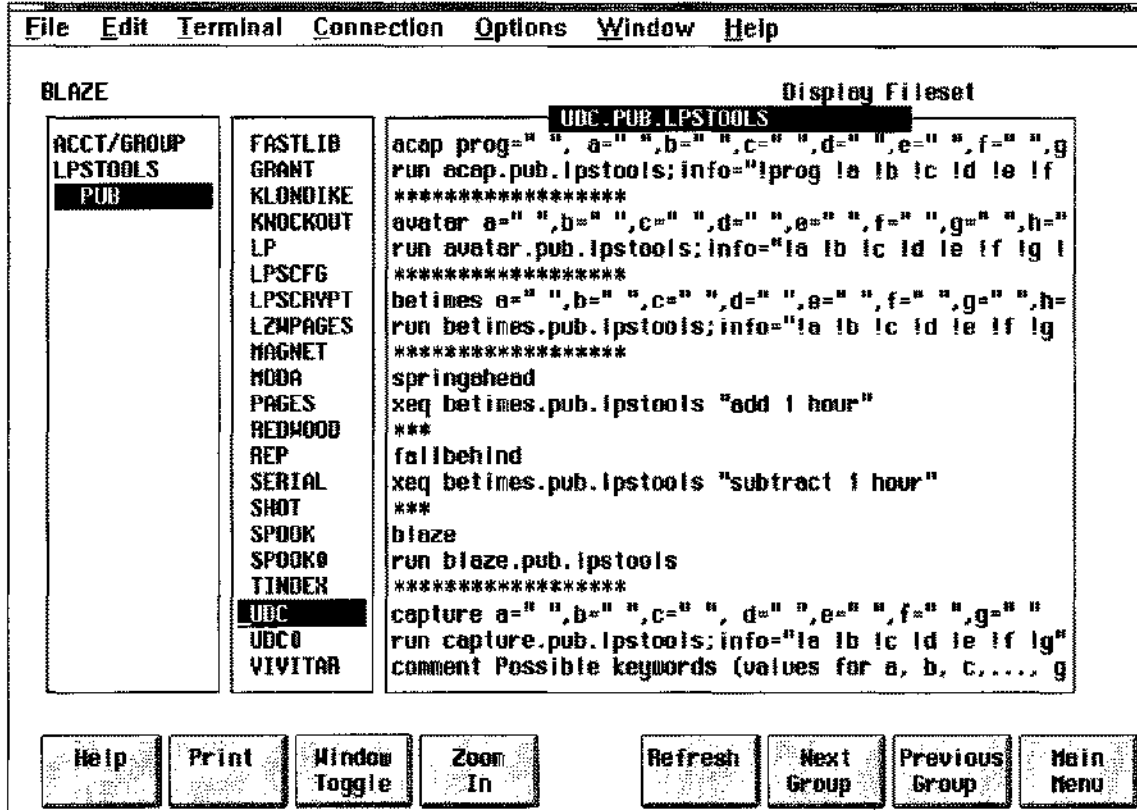 File Edit Terminal Connection Options Window Help
BLAZE
Display Fileset
ACCT/GROUP
LPSTOOLS
PUB
FASTLIB
GRANT
KLONDIKE
KNOCKOUT
LP
LPSCFG
LPSCRYPT
LZWPAGES
MAGNET
MODA
PAGES
REDWOOD
REP
SERIAL
SHOT
SPOOK
SPOOK0
TINDEX
UDC
UDC0
VIVITAR
UDC.PUB.LPSTOOLS
acap prog=" ", a=" ",b=" ",c=" ",d=" ",e=" ",f=" ",g
run acap.pub.lpstools;info="!prog !a !b !c !d !e !f
******************
avatar a=" ",b=" ",c=" ",d=" ",e=" ",f=" ",g=" ",h="
run avatar.pub.lpstools;info="!a !b !c !d !e !f !g !
******************
betimes a=" ",b=" ",c=" ",d=" ",e=" ",f=" ",g=" ",h=
run betimes.pub.lpstools;info="!a !b !c !d !e !f !g
******************
springahead
xeq betimes.pub.lpstools "add 1 hour"
***
fallbehind
xeq betimes.pub.lpstools "subtract 1 hour"
***
blaze
run blaze.pub.lpstools
******************
capture a=" ",b=" ",c=" ", d=" ",e=" ",f=" ",g=" "
run capture.pub.lpstools;info="!a !b !c !d !e !f !g"
comment Possible keywords (values for a, b, c,..., g
Help
Print
Window
Toggle
Zoom
In
Refresh
Next
Group
Previous
Group
Main
Menu